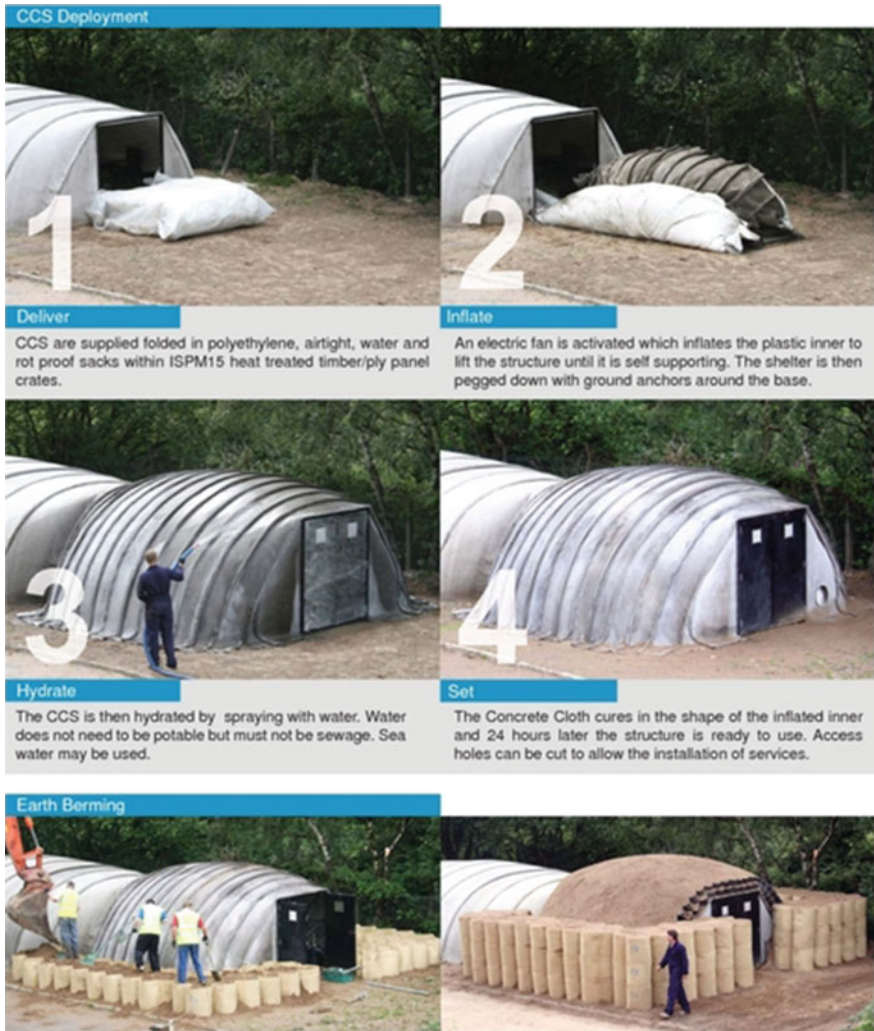 CCS Deployment
1
Deliver
CCS are supplied folded in polyethylene, airtight, water and
rot proof sacks within ISPM15 heat treated timber/ply panel
crates.
2
Inflate
An electric fan is activated which inflates the plastic inner to
lift the structure until it is self supporting. The shelter is then
pegged down with ground anchors around the base.
3
Hydrate
The CCS is then hydrated by spraying with water. Water
does not need to be potable but must not be sewage. Sea
water may be used.
4
Set
The Concrete Cloth cures in the shape of the inflated inner
and 24 hours later the structure is ready to use. Access
holes can be cut to allow the installation of services.
Earth Berming